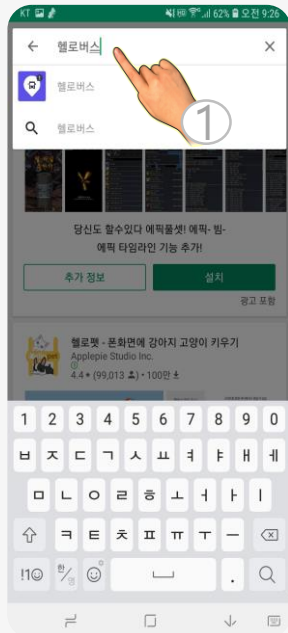 KT 62% 오전 9:26
헬로버스
헬로버스
헬로버스
①
당신도 할수있다 에픽풀셋! 에픽- 빔-
에픽 타임라인 기능 추가!
추가 정보 설치
광고 포함
헬로펫 - 폰화면에 강아지 고양이 키우기
Applepie Studio Inc.
4.4★ (99,013 ) • 100만
1 2 3 4 5 6 7 8 9 0
ㅂ ㅈ ㄷ ㄱ ㅅ ㅛ ㅕ ㅑ ㅐ ㅔ
ㅁ ㄴ ㅇ ㄹ ㅎ ㅗ ㅓ ㅏ ㅣ
ㅋ ㅌ ㅊ ㅍ ㅠ ㅜ ㅡ
!1☺ 한/영 .